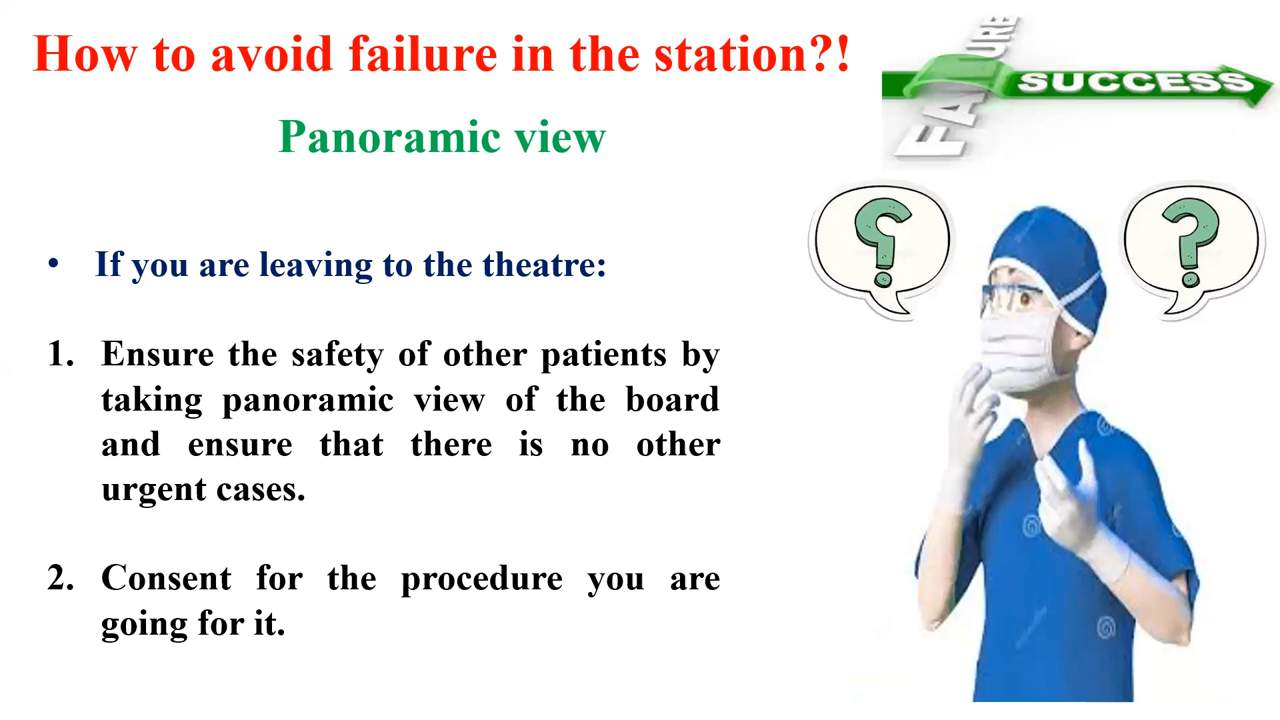 How to avoid failure in the station?!
Panoramic view
FAILURE
SUCCESS
• If you are leaving to the theatre:
1. Ensure the safety of other patients by
taking panoramic view of the board
and ensure that there is no other
urgent cases.
2. Consent for the procedure you are
going for it.